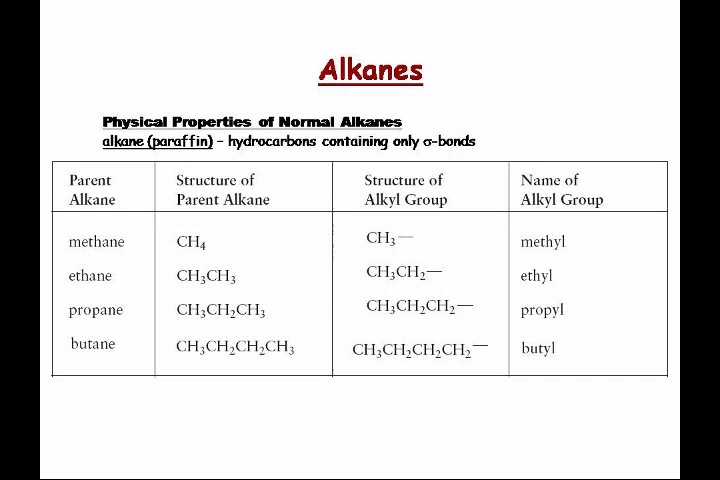 Alkanes
Physical Properties of Normal Alkanes
alkane (paraffin) – hydrocarbons containing only σ-bonds
Parent Alkane | Structure of Parent Alkane | Structure of Alkyl Group | Name of Alkyl Group
methane | CH₄ | CH₃— | methyl
ethane | CH₃CH₃ | CH₃CH₂— | ethyl
propane | CH₃CH₂CH₃ | CH₃CH₂CH₂— | propyl
butane | CH₃CH₂CH₂CH₃ | CH₃CH₂CH₂CH₂— | butyl